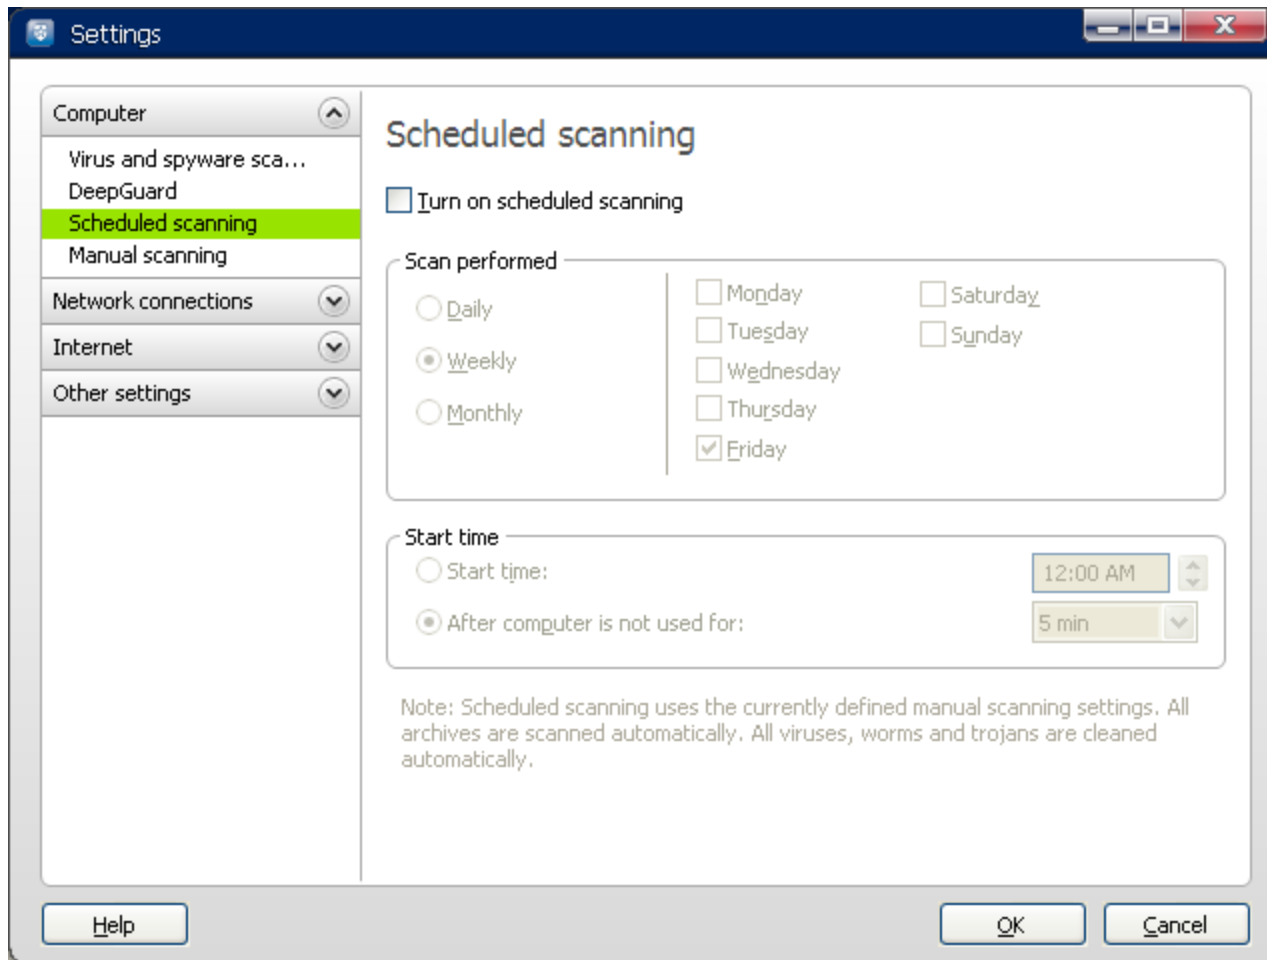 Settings
Computer
Virus and spyware sca...
DeepGuard
Scheduled scanning
Manual scanning
Network connections
Internet
Other settings
Scheduled scanning
Turn on scheduled scanning
Scan performed
Daily
Weekly
Monthly
Monday
Tuesday
Wednesday
Thursday
Friday
Saturday
Sunday
Start time
Start time:
12:00 AM
After computer is not used for:
5 min
Note: Scheduled scanning uses the currently defined manual scanning settings. All
archives are scanned automatically. All viruses, worms and trojans are cleaned
automatically.
Help
OK
Cancel